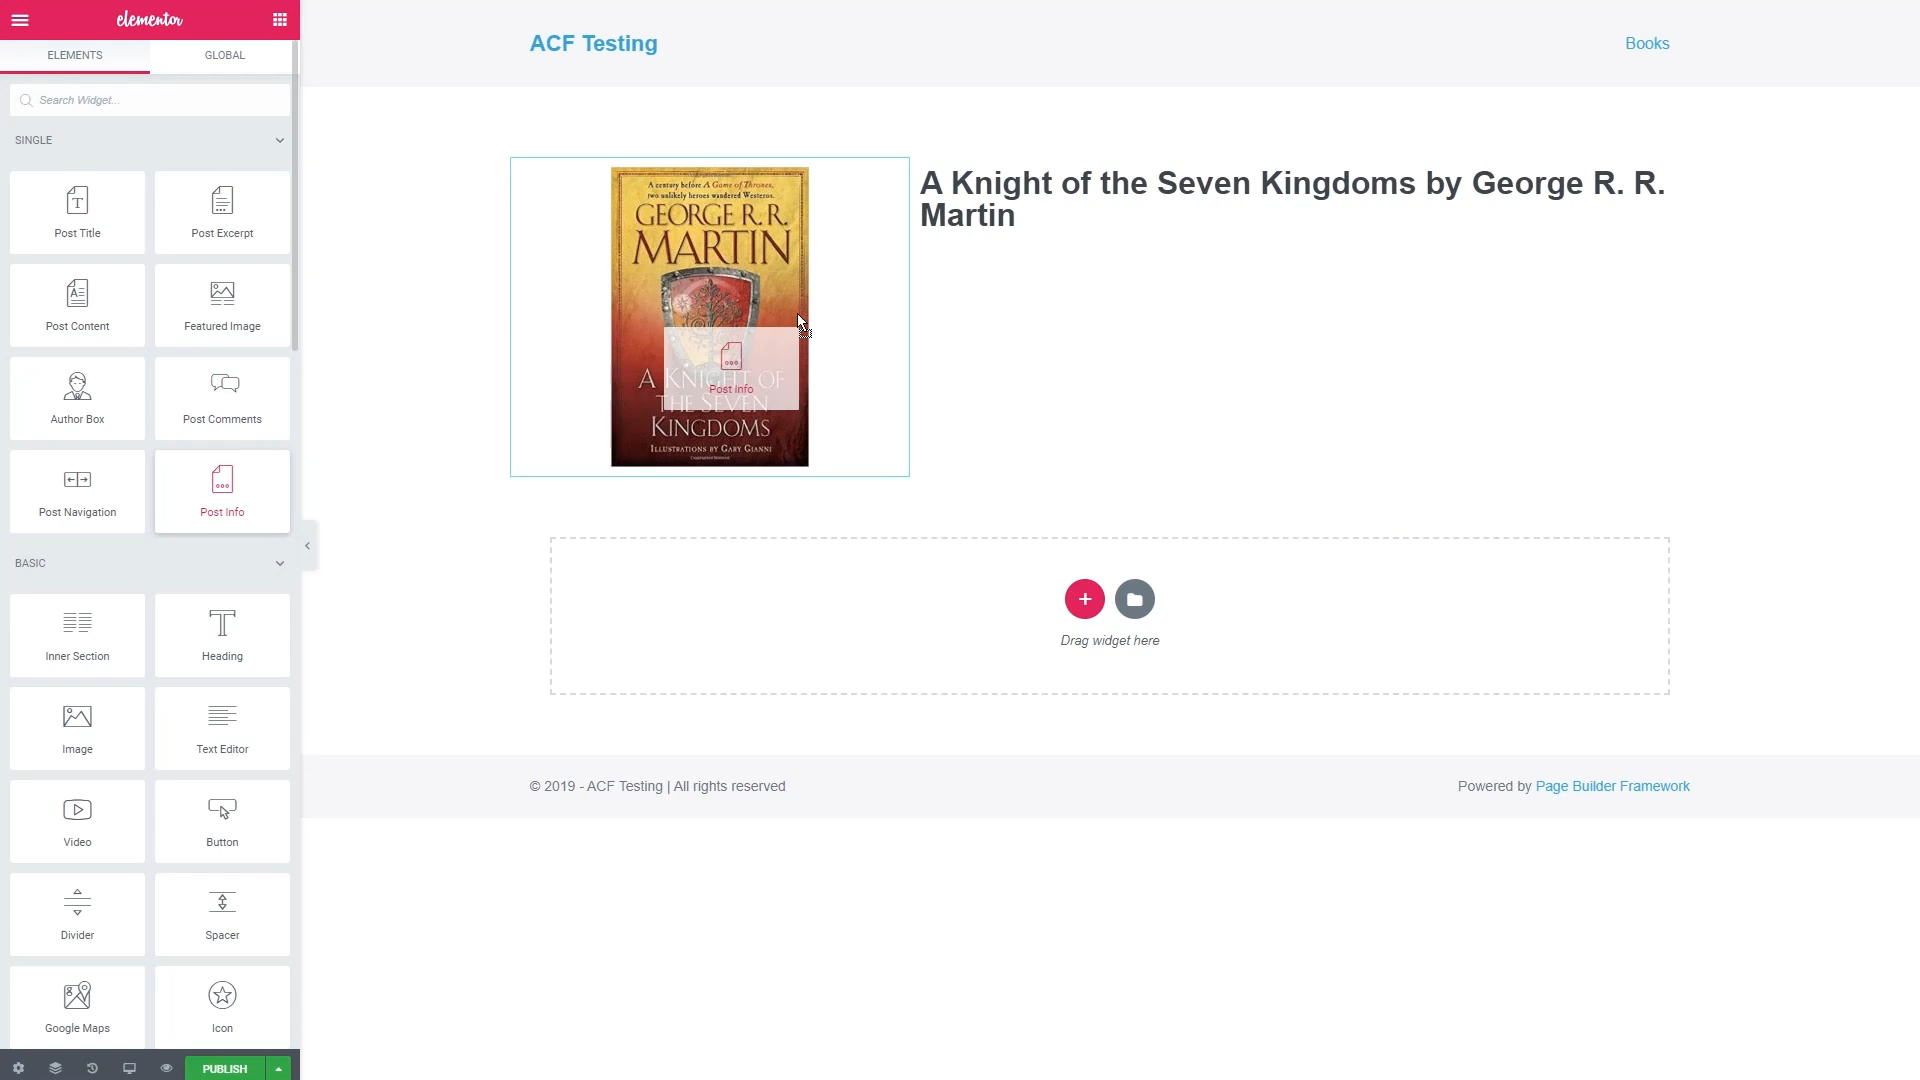 elementor
ELEMENTS
GLOBAL
Search Widget...
SINGLE
Post Title
Post Excerpt
Post Content
Featured Image
Author Box
Post Comments
Post Navigation
Post Info
BASIC
Inner Section
Heading
Image
Text Editor
Video
Button
Divider
Spacer
Google Maps
Icon
PUBLISH
ACF Testing
Books
A century before A Game of Thrones,
two unlikely heroes wandered Westeros.
GEORGE R. R.
MARTIN
Post Info
A KNIGHT OF
THE SEVEN
KINGDOMS
ILLUSTRATIONS BY GARY GIANNI
A Knight of the Seven Kingdoms by George R. R.
Martin
Drag widget here
© 2019 - ACF Testing | All rights reserved
Powered by Page Builder Framework